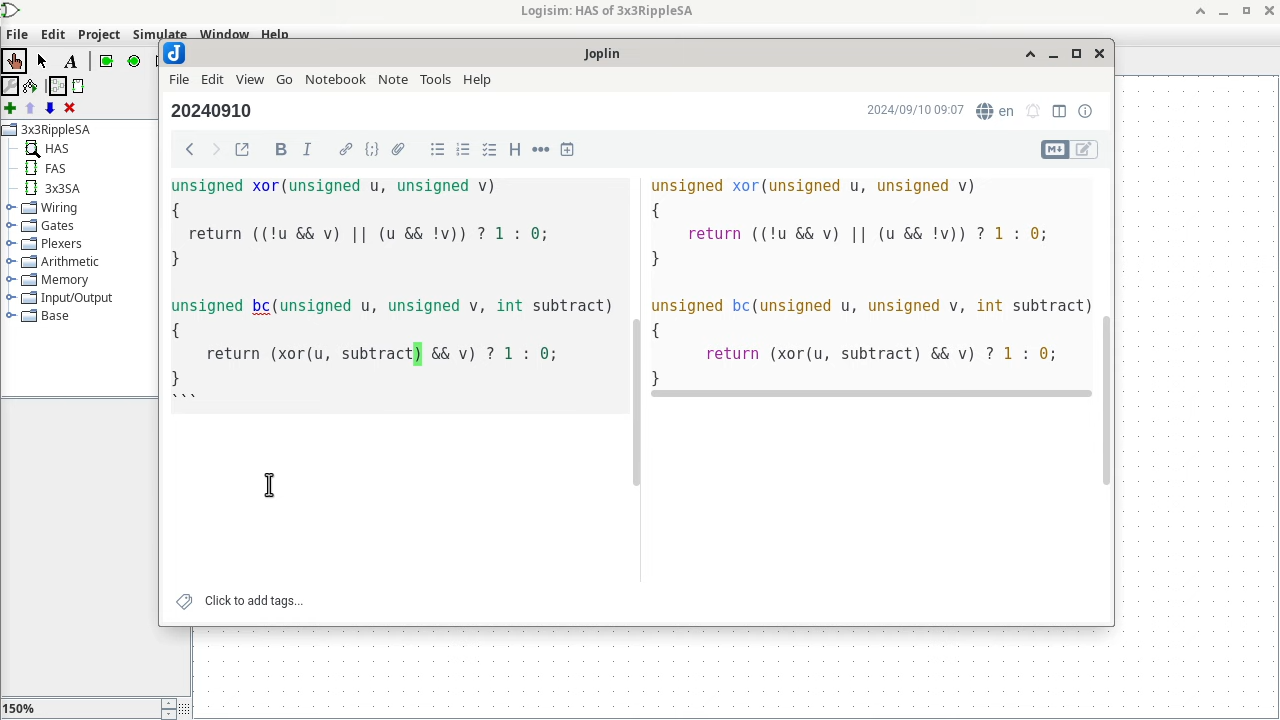 Logisim: HAS of 3x3RippleSA
File Edit Project Simulate Window Help
3x3RippleSA
HAS
FAS
3x3SA
Wiring
Gates
Plexers
Arithmetic
Memory
Input/Output
Base
150%
Joplin
File Edit View Go Notebook Note Tools Help
20240910
2024/09/10 09:07
en
unsigned xor(unsigned u, unsigned v)
{
return ((!u && v) || (u && !v)) ? 1 : 0;
}
unsigned bc(unsigned u, unsigned v, int subtract)
{
return (xor(u, subtract) && v) ? 1 : 0;
}
```
unsigned xor(unsigned u, unsigned v)
{
return ((!u && v) || (u && !v)) ? 1 : 0;
}
unsigned bc(unsigned u, unsigned v, int subtract)
{
return (xor(u, subtract) && v) ? 1 : 0;
}
Click to add tags...